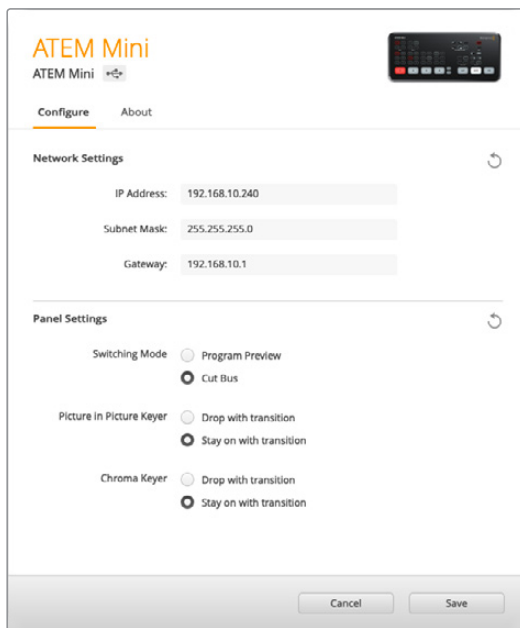 ATEM Mini
ATEM Mini
Configure About
Network Settings
IP Address: 192.168.10.240
Subnet Mask: 255.255.255.0
Gateway: 192.168.10.1
Panel Settings
Switching Mode Program Preview
Cut Bus
Picture in Picture Keyer Drop with transition
Stay on with transition
Chroma Keyer Drop with transition
Stay on with transition
Cancel Save